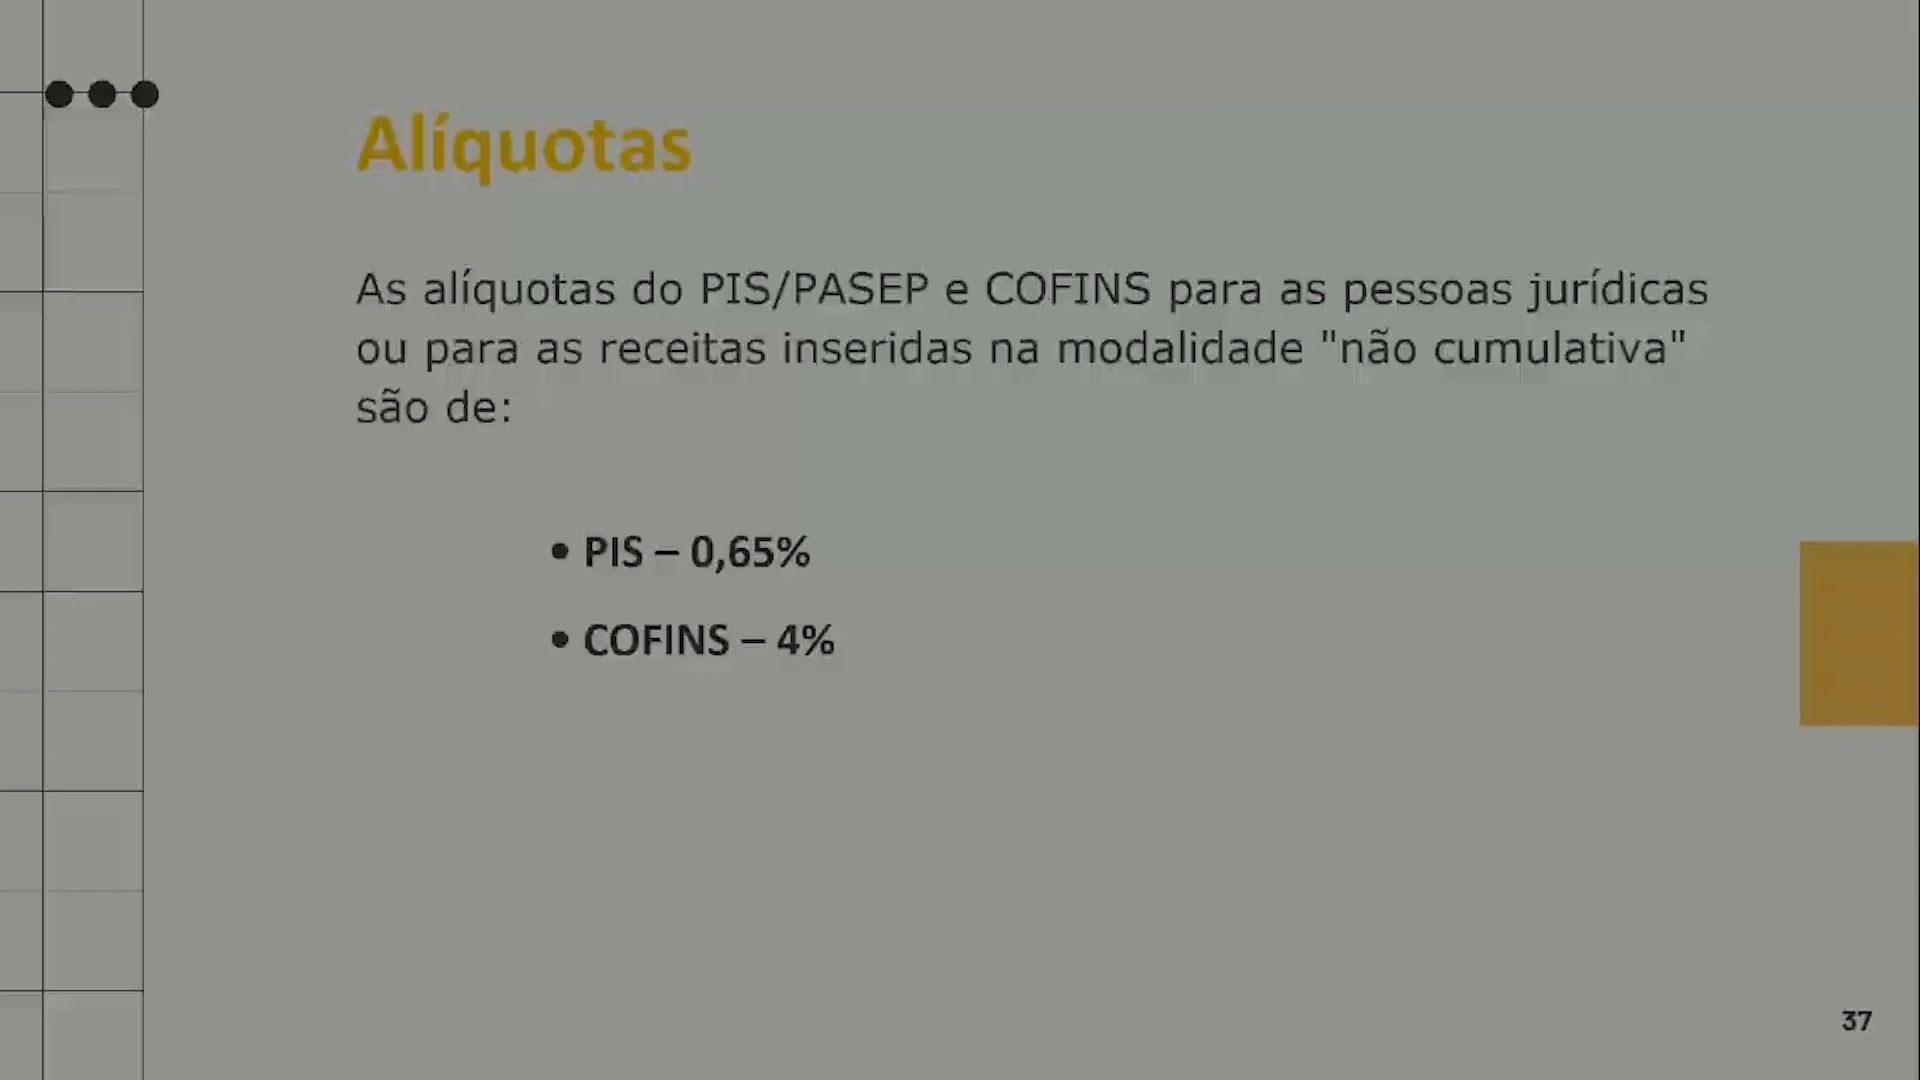 Alíquotas
As alíquotas do PIS/PASEP e COFINS para as pessoas jurídicas
ou para as receitas inseridas na modalidade "não cumulativa"
são de:
• PIS – 0,65%
• COFINS – 4%
37